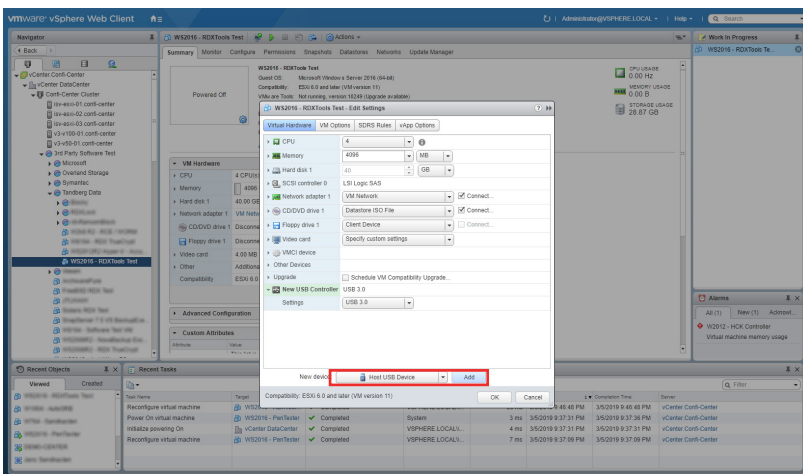 vmware® vSphere Web Client
Administrator@VSPHERE.LOCAL
Help
Search
Navigator
Back
vCenter Confi-Center
vCenter DataCenter
Confi-Center Cluster
isv-esxi-01.confi-center
isv-esxi-02.confi-center
isv-esxi-03.confi-center
v3-v100-01.confi-center
v3-v50-01.confi-center
3rd Party Software Test
Microsoft
Overland Storage
Symantec
Tandberg Data
WS2016 - RDXTools Test
WS2016 - RDXTools Test
Actions
Summary Monitor Configure Permissions Snapshots Datastores Networks Update Manager
Powered Off
WS2016 - RDXTools Test
Guest OS: Microsoft Windows Server 2016 (64-bit)
Compatibility: ESXi 6.0 and later (VM version 11)
VMware Tools: Not running, version:10249 (Upgrade available)
CPU USAGE
0.00 Hz
MEMORY USAGE
0.00 B
STORAGE USAGE
28.67 GB
VM Hardware
CPU 4 CPU(s)
Memory 4096
Hard disk 1 40.00 GB
Network adapter 1 VM Netw
CD/DVD drive 1 Disconne
Floppy drive 1 Disconne
Video card 4.00 MB
Other Additiona
Compatibility ESXi 6.0
Advanced Configuration
Custom Attributes
Attribute Value
WS2016 - RDXTools Test - Edit Settings
Virtual Hardware VM Options SDRS Rules vApp Options
CPU 4
Memory 4096 MB
Hard disk 1 40 GB
SCSI controller 0 LSI Logic SAS
Network adapter 1 VM Network Connect...
CD/DVD drive 1 Datastore ISO File Connect...
Floppy drive 1 Client Device Connect...
Video card Specify custom settings
VMCI device
Other Devices
Upgrade Schedule VM Compatibility Upgrade...
New USB Controller USB 3.0
Settings USB 3.0
New device: Host USB Device Add
Compatibility: ESXi 6.0 and later (VM version 11) OK Cancel
Work In Progress
WS2016 - RDXTools Te...
Alarms
All (1) New (1) Acknowl...
W2012 - HCK Controller
Virtual machine memory usage
Recent Objects
Viewed Created
Recent Tasks
Filter
Task Name Target Completion Time Server
Reconfigure virtual machine Completed VSPHERE.LOCAL\... 3/5/2019 9:46:48 PM vCenter.Confi-Center
Power On virtual machine WS2016 - PenTester Completed System 3 ms 3/5/2019 9:37:31 PM 3/5/2019 9:37:36 PM vCenter.Confi-Center
Initialize powering On vCenter DataCenter Completed VSPHERE.LOCAL\... 4 ms 3/5/2019 9:37:31 PM 3/5/2019 9:37:31 PM vCenter.Confi-Center
Reconfigure virtual machine WS2016 - PenTester Completed VSPHERE.LOCAL\... 7 ms 3/5/2019 9:37:09 PM 3/5/2019 9:37:09 PM vCenter.Confi-Center